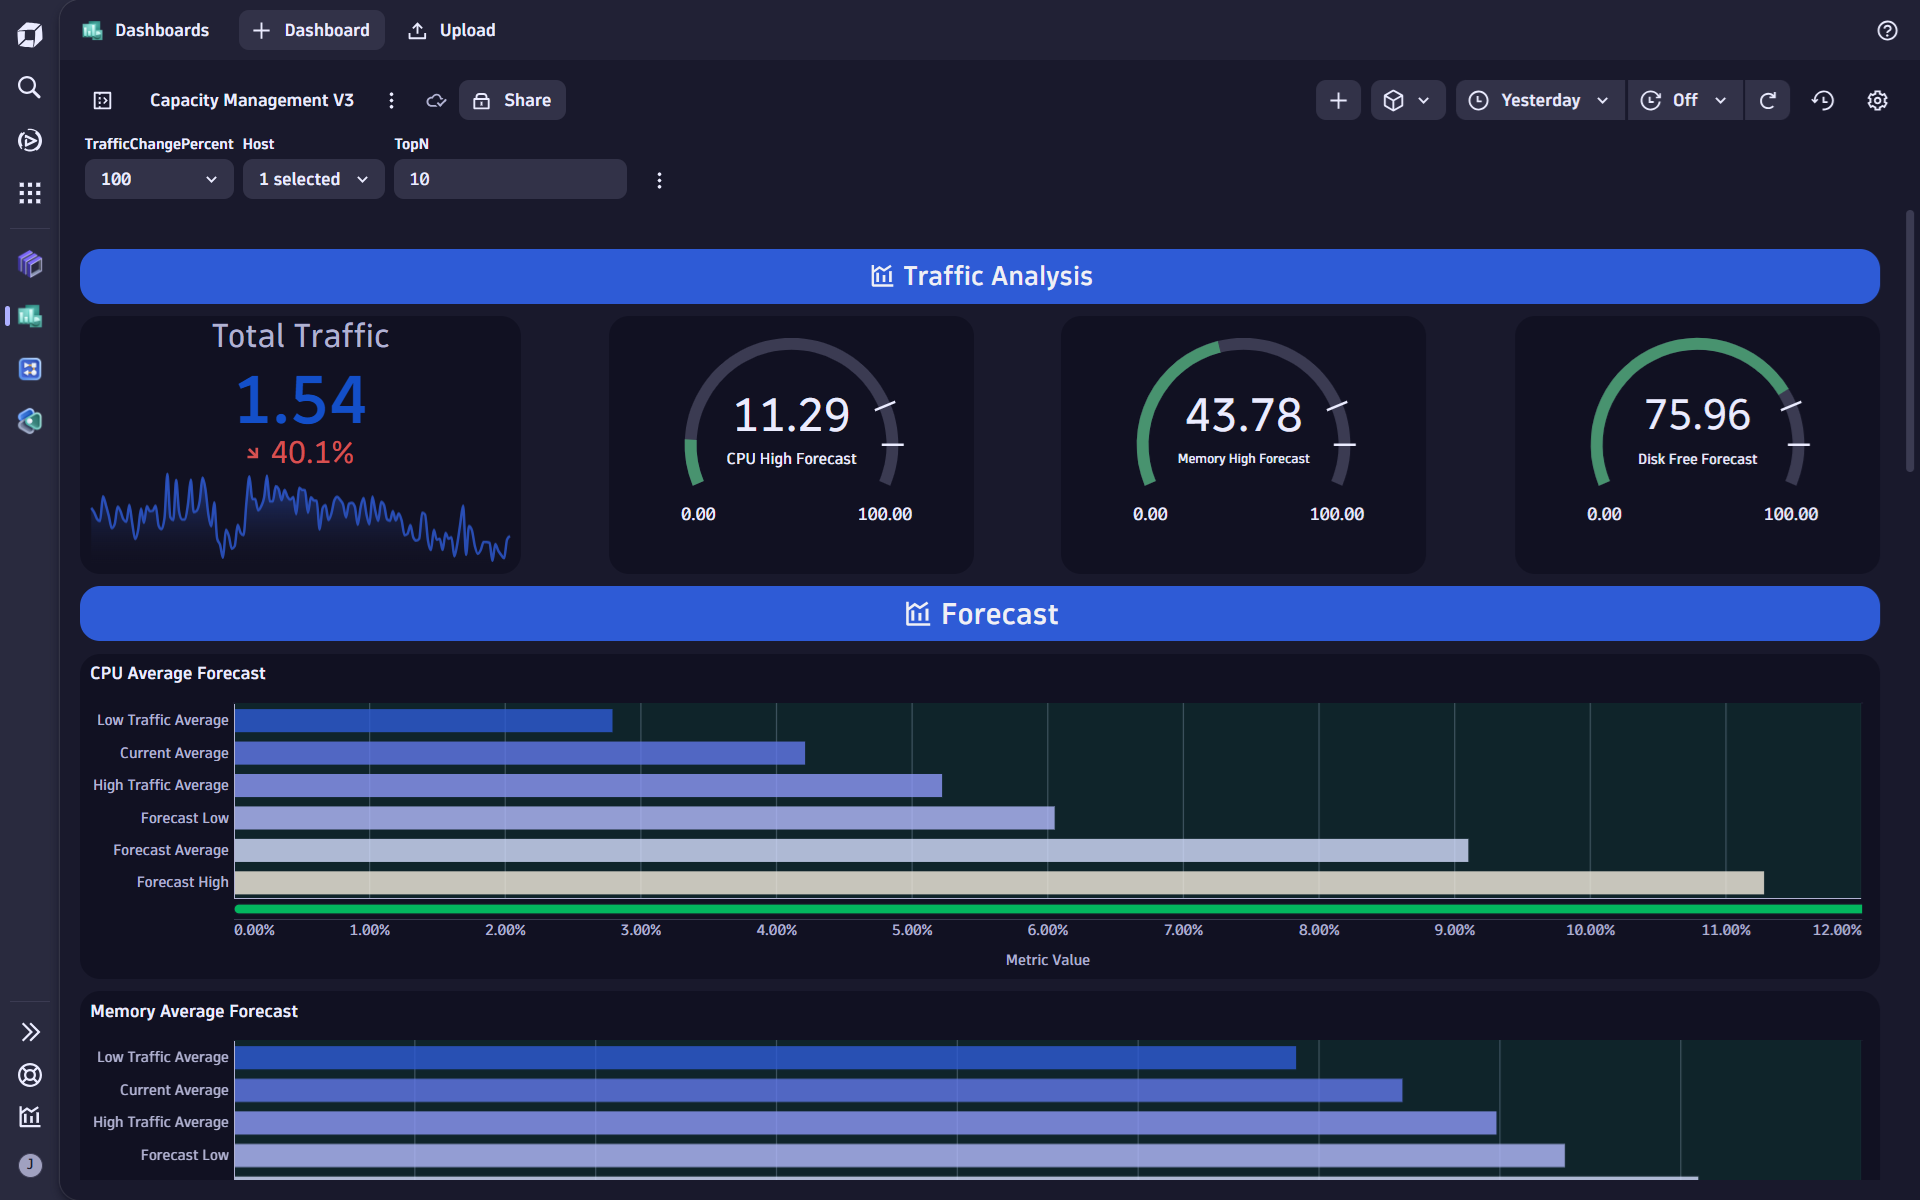 Dashboards
Dashboard
Upload
Capacity Management V3
Share
Yesterday
Off
TrafficChangePercent
Host
TopN
100
1 selected
10
Traffic Analysis
Total Traffic
1.54
40.1%
11.29
CPU High Forecast
0.00
100.00
43.78
Memory High Forecast
0.00
100.00
75.96
Disk Free Forecast
0.00
100.00
Forecast
CPU Average Forecast
Low Traffic Average
Current Average
High Traffic Average
Forecast Low
Forecast Average
Forecast High
0.00%
1.00%
2.00%
3.00%
4.00%
5.00%
6.00%
7.00%
8.00%
9.00%
10.00%
11.00%
12.00%
Metric Value
Memory Average Forecast
Low Traffic Average
Current Average
High Traffic Average
Forecast Low
J